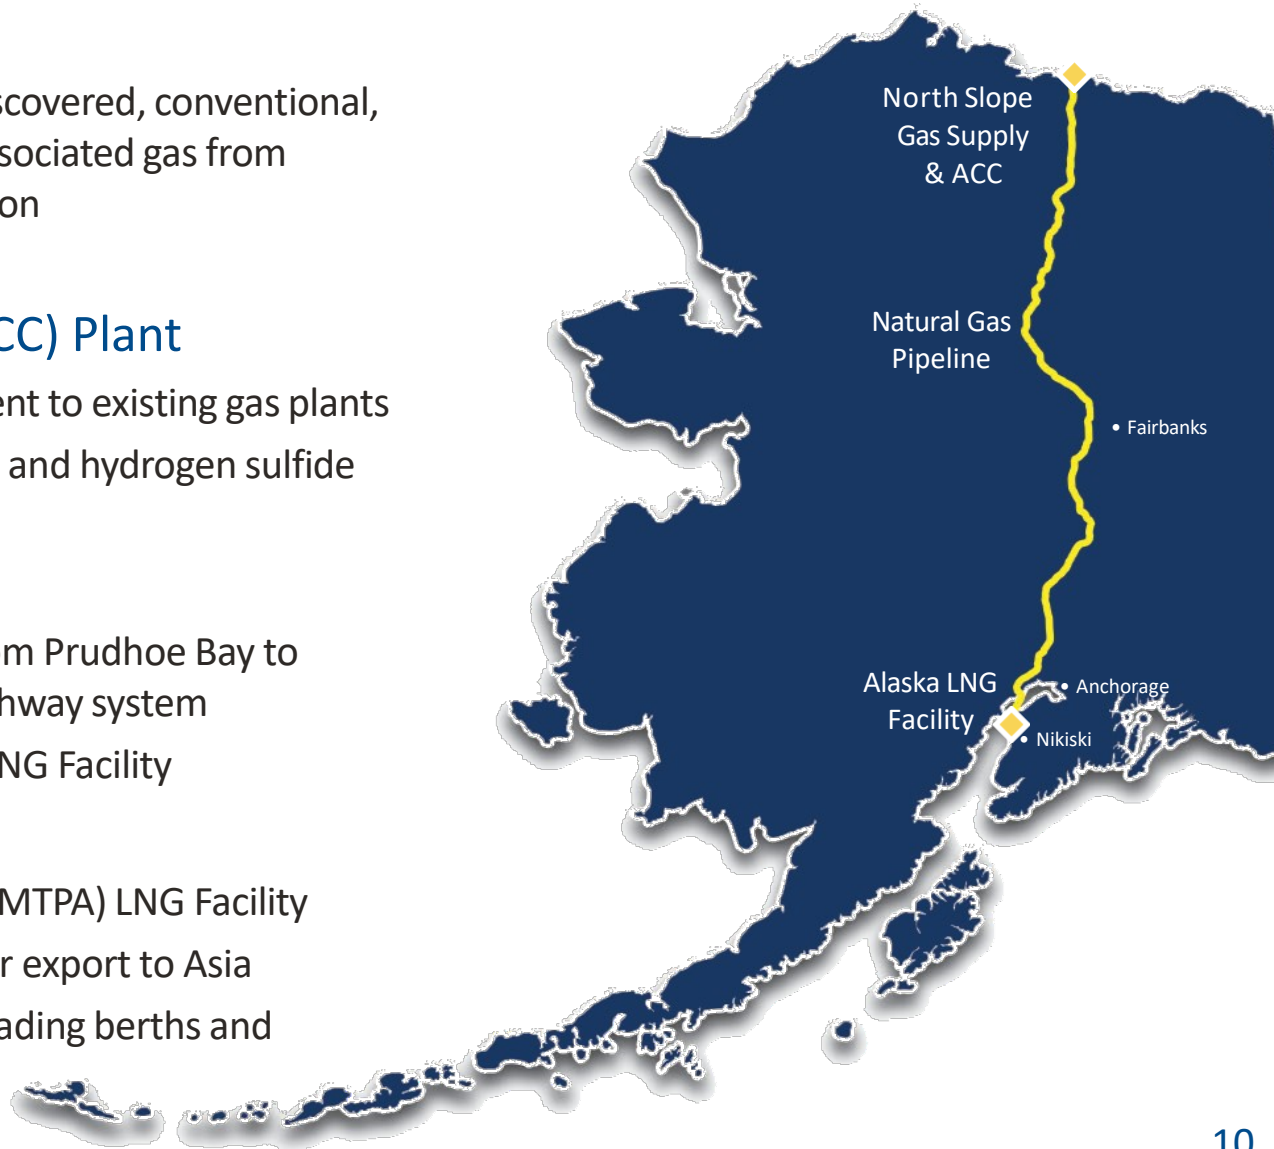 scovered, conventional,
sociated gas from
on
CC) Plant
ent to existing gas plants
and hydrogen sulfide
om Prudhoe Bay to
hway system
NG Facility
MTPA) LNG Facility
r export to Asia
ading berths and
North Slope
Gas Supply
& ACC
Natural Gas
Pipeline
• Fairbanks
Alaska LNG
Facility
• Anchorage
• Nikiski
10